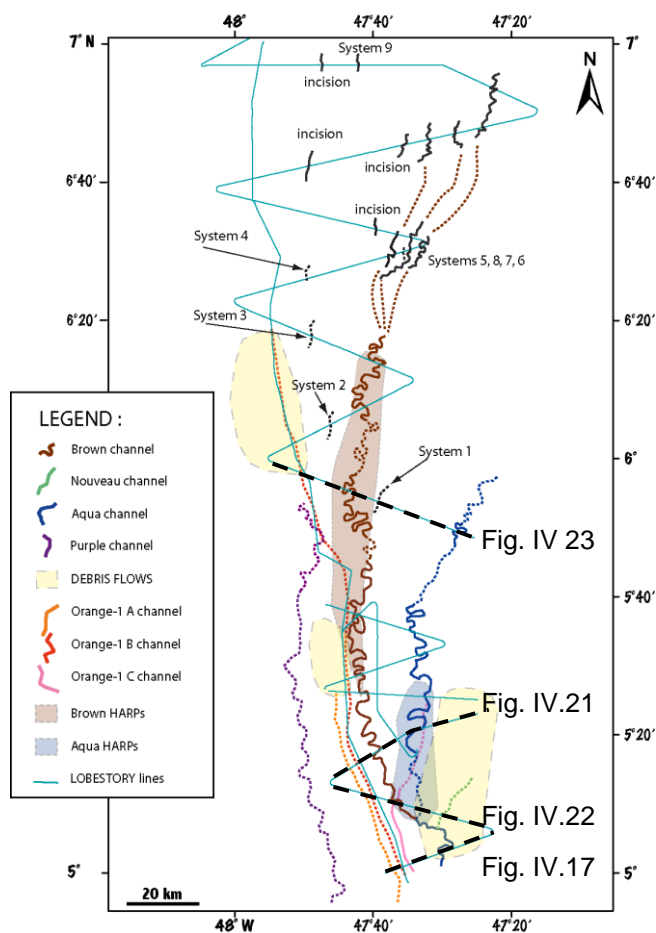 48° 47°40' 47°20'
7° N 7°
System 9
N
incision
incision
incision
6°40' 6°40'
incision
System 4
Systems 5, 8, 7, 6
System 3
6°20' 6°20'
System 2
System 1
6° 6°
Fig. IV 23
5°40' 5°40'
Fig. IV.21
5°20' 5°20'
Fig. IV.22
Fig. IV.17
5° 5°
20 km
48° W 47°40' 47°20'
LEGEND :
Brown channel
Nouveau channel
Aqua channel
Purple channel
DEBRIS FLOWS
Orange-1 A channel
Orange-1 B channel
Orange-1 C channel
Brown HARPs
Aqua HARPs
LOBESTORY lines